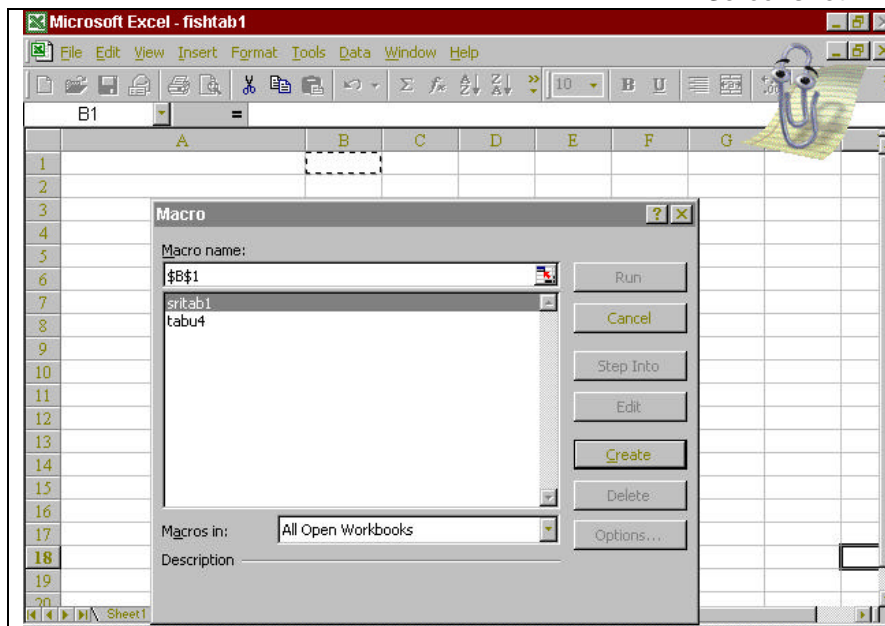 Microsoft Excel - fishtab1
File Edit View Insert Format Tools Data Window Help
10 B U
B1 =
A B C D E F G
1
2
3
4
5
6
7
8
9
10
11
12
13
14
15
16
17
18
19
20
Macro
Macro name:
$B$1
sritab1
tabu4
Run
Cancel
Step Into
Edit
Create
Delete
Options...
Macros in: All Open Workbooks
Description
Sheet1